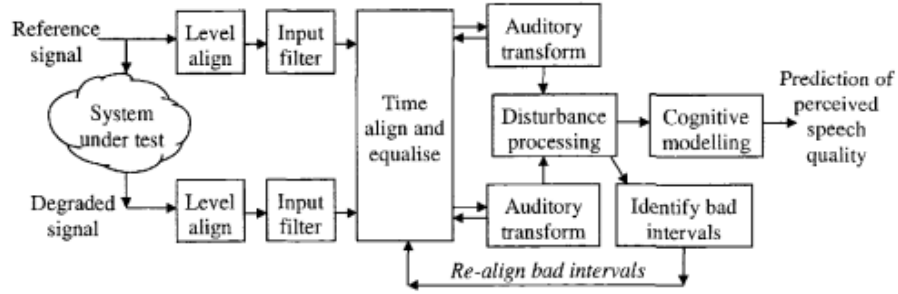 Reference
signal
Level
align
Input
filter
Auditory
transform
System
under test
Time
align and
equalise
Disturbance
processing
Cognitive
modelling
Prediction of
perceived
speech
quality
Degraded
signal
Level
align
Input
filter
Auditory
transform
Identify bad
intervals
Re-align bad intervals